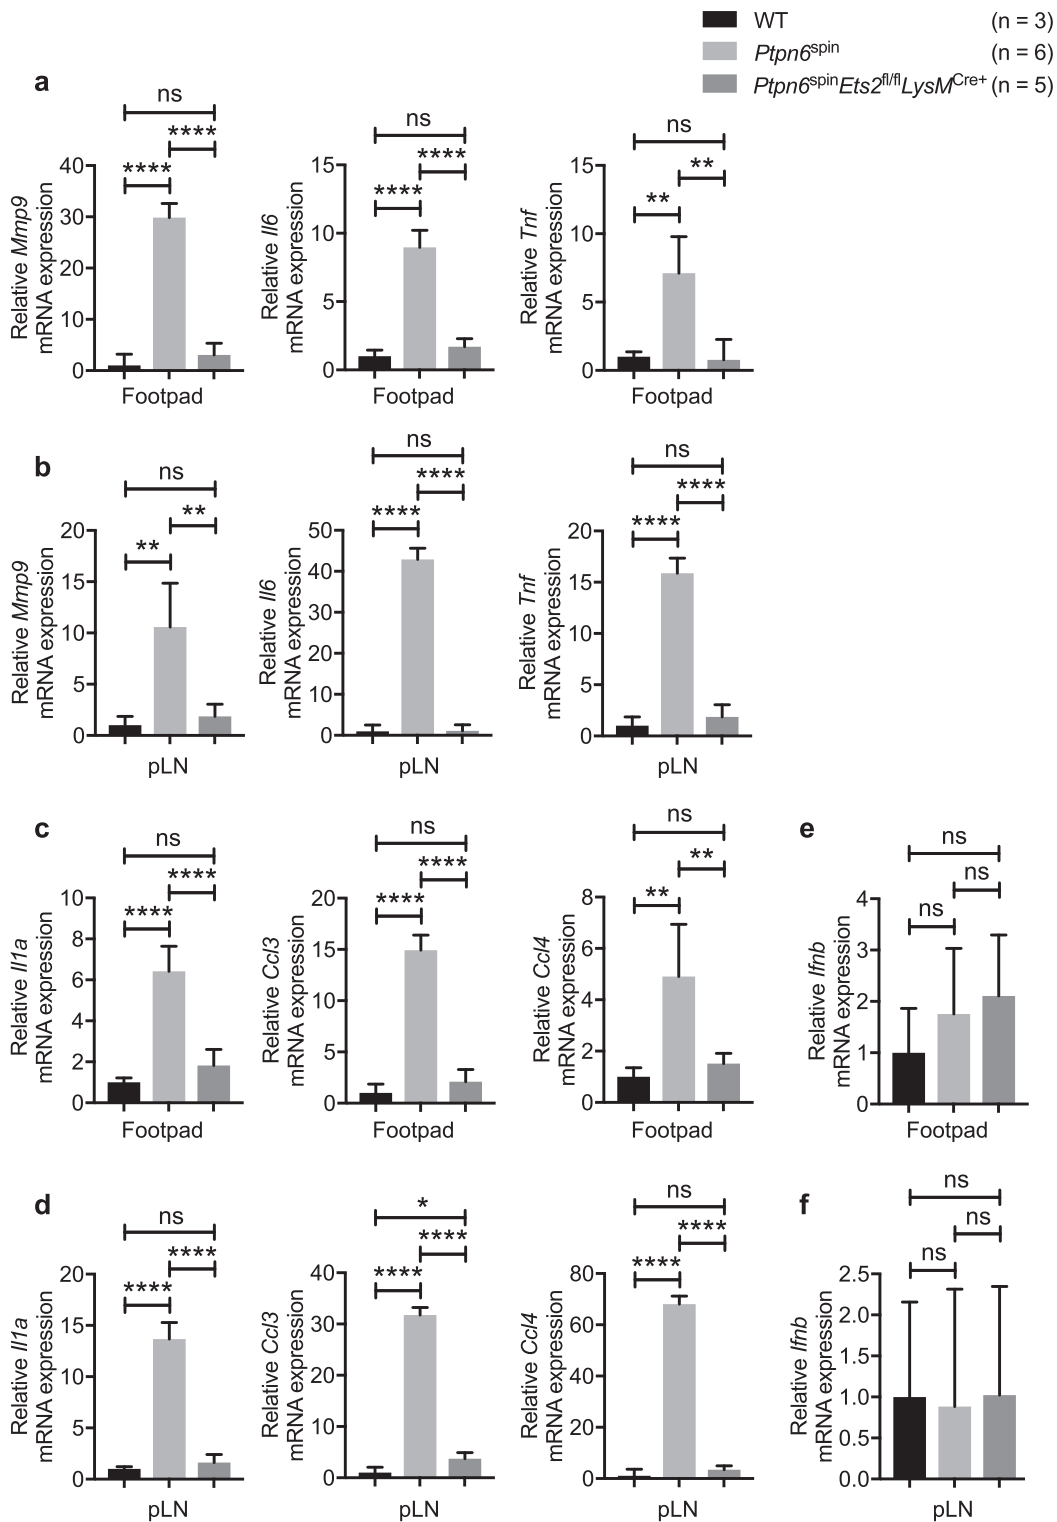 WT (n = 3)
Ptpn6spin (n = 6)
Ptpn6spinEts2fl/flLysMCre+ (n = 5)
a
ns
****
****
Relative Mmp9
mRNA expression
40
30
20
10
0
Footpad
ns
****
****
Relative Il6
mRNA expression
15
10
5
0
Footpad
ns
**
**
Relative Tnf
mRNA expression
15
10
5
0
Footpad
b
ns
**
**
Relative Mmp9
mRNA expression
20
15
10
5
0
pLN
ns
****
****
Relative Il6
mRNA expression
50
40
30
20
10
0
pLN
ns
****
****
Relative Tnf
mRNA expression
20
15
10
5
0
pLN
c
ns
****
****
Relative Il1a
mRNA expression
10
8
6
4
2
0
Footpad
ns
****
****
Relative Ccl3
mRNA expression
20
15
10
5
0
Footpad
ns
**
**
Relative Ccl4
mRNA expression
8
6
4
2
0
Footpad
e
ns
ns
ns
Relative Ifnb
mRNA expression
4
3
2
1
0
Footpad
d
ns
****
****
Relative Il1a
mRNA expression
20
15
10
5
0
pLN
*
****
****
Relative Ccl3
mRNA expression
40
30
20
10
0
pLN
ns
****
****
Relative Ccl4
mRNA expression
80
60
40
20
0
pLN
f
ns
ns
ns
Relative Ifnb
mRNA expression
2.5
2.0
1.5
1.0
0.5
0.0
pLN